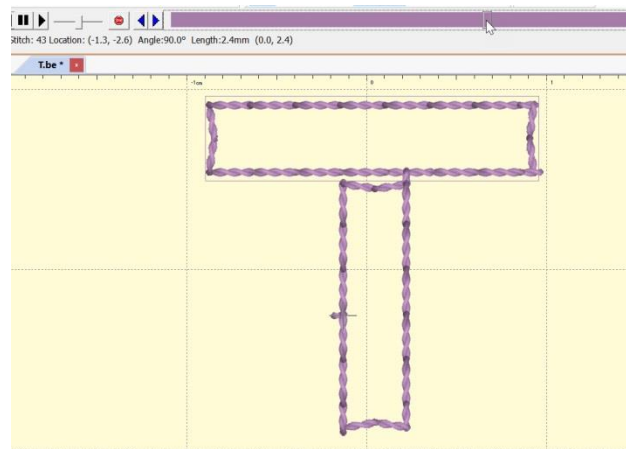 Stitch: 43 Location: (-1.3, -2.6) Angle:90.0° Length:2.4mm (0.0, 2.4)
T.be *
-1cm 0 1